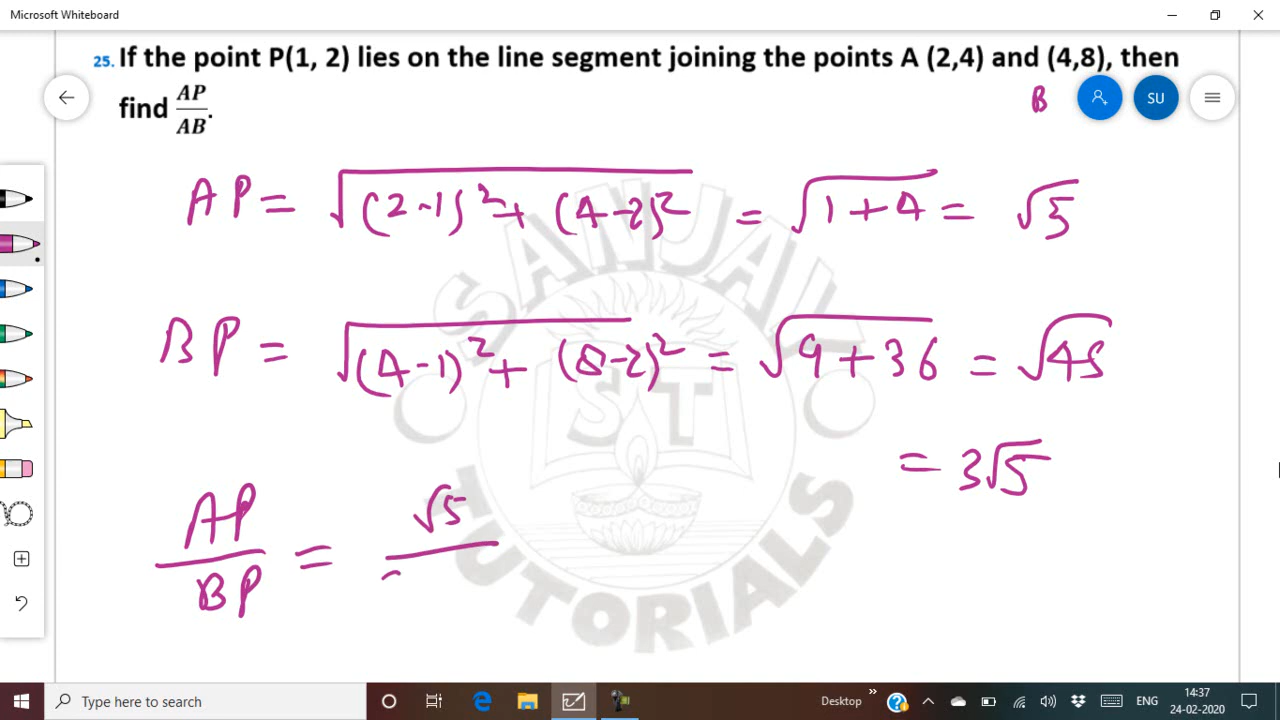 Microsoft Whiteboard
25. If the point P(1, 2) lies on the line segment joining the points A (2,4) and (4,8), then
find AP/AB.
B
SU
AP = √(2-1)² + (4-2)² = √1+4 = √5
BP = √(4-1)² + (8-2)² = √9+36 = √45
= 3√5
AP/BP = √5/
SANJAL
ST
TUTORIALS
Type here to search
Desktop
»
ENG
14:37
24-02-2020